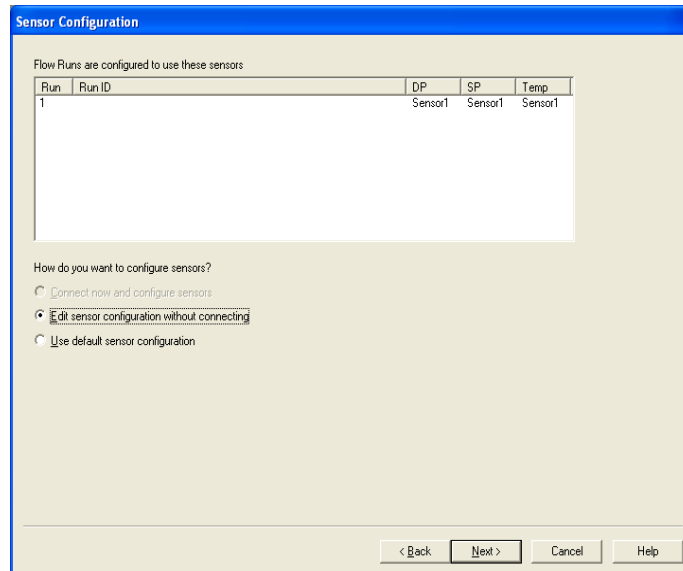 Sensor Configuration
Flow Runs are configured to use these sensors
Run Run ID DP SP Temp
1 Sensor1 Sensor1 Sensor1
How do you want to configure sensors?
Connect now and configure sensors
Edit sensor configuration without connecting
Use default sensor configuration
< Back Next > Cancel Help